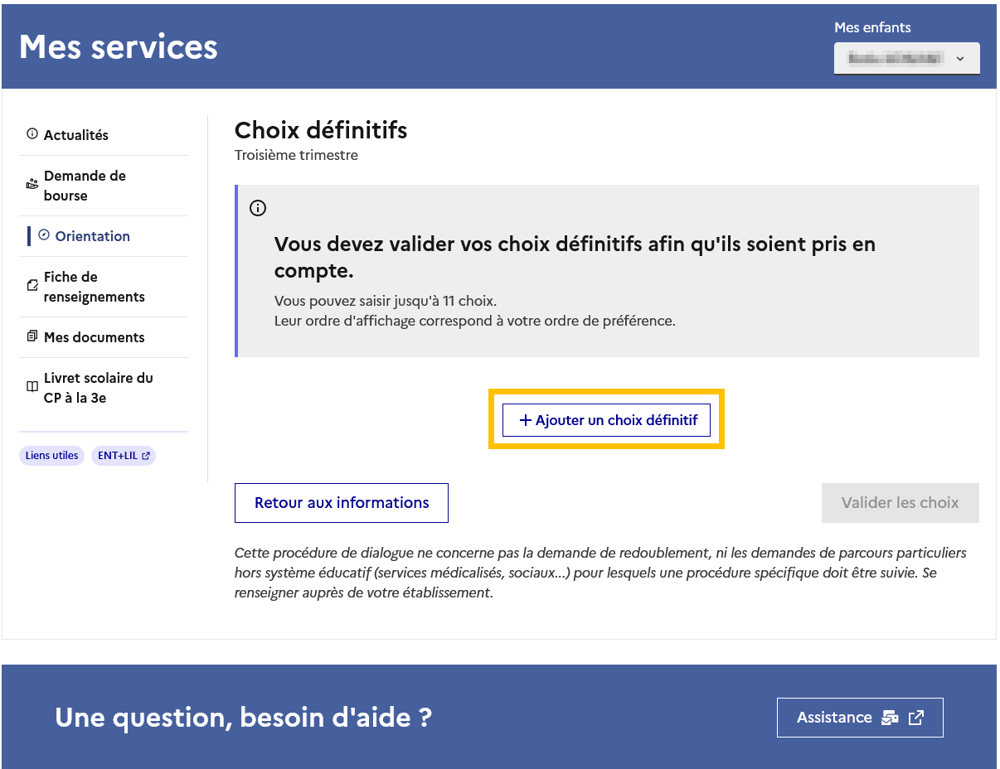 Mes services
Mes enfants
Actualités
Demande de
bourse
Orientation
Fiche de
renseignements
Mes documents
Livret scolaire du
CP à la 3e
Liens utiles
ENT+LIL
Choix définitifs
Troisième trimestre
Vous devez valider vos choix définitifs afin qu'ils soient pris en
compte.
Vous pouvez saisir jusqu'à 11 choix.
Leur ordre d'affichage correspond à votre ordre de préférence.
+ Ajouter un choix définitif
Retour aux informations
Valider les choix
Cette procédure de dialogue ne concerne pas la demande de redoublement, ni les demandes de parcours particuliers
hors système éducatif (services médicalisés, sociaux...) pour lesquels une procédure spécifique doit être suivie. Se
renseigner auprès de votre établissement.
Une question, besoin d'aide ?
Assistance